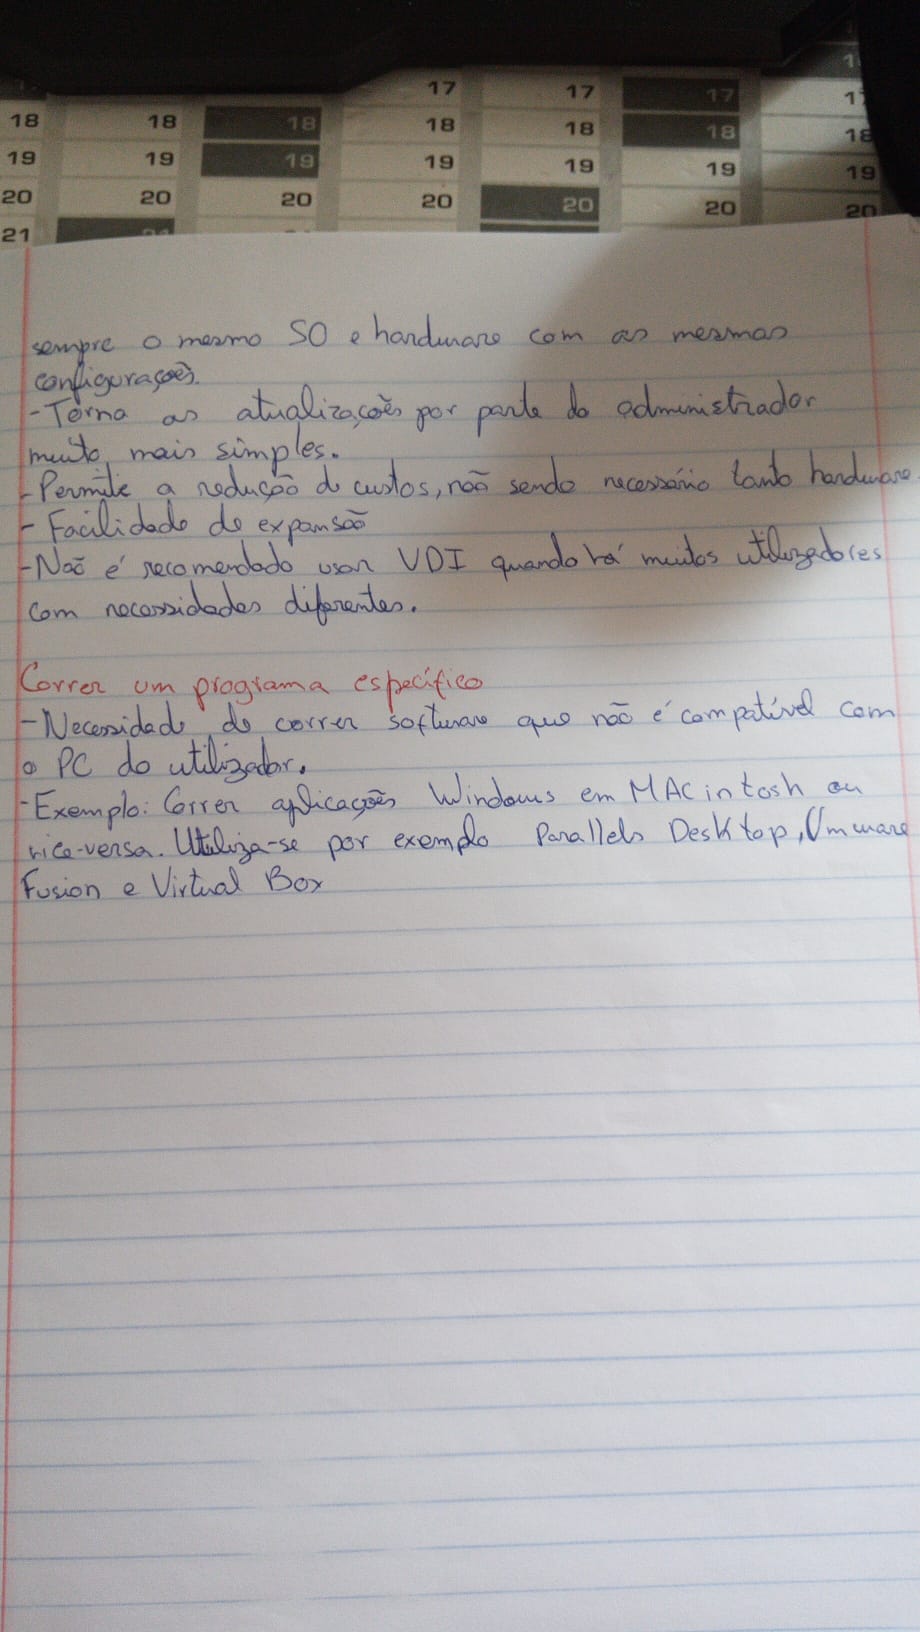 17 17 17 1
18 18 18 18 18 18 18
19 19 19 19 19 19 19
20 20 20 20 20 20 20
21
sempre o mesmo SO e hardware com as mesmas
configurações.
- Torna as atualizações por parte do administrador
muito mais simples.
- Permite a redução de custos, não sendo necessário tanto hardware.
- Facilidade de expansão
- Não é recomendado usar VDI quando há muitos utilizadores
com necessidades diferentes.
Correr um programa específico
- Necessidade de correr software que não é compatível com
o PC do utilizador.
- Exemplo: Correr aplicações Windows em MACintosh ou
vice-versa. Utiliza-se por exemplo Parallels Desktop, Vmware
Fusion e Virtual Box